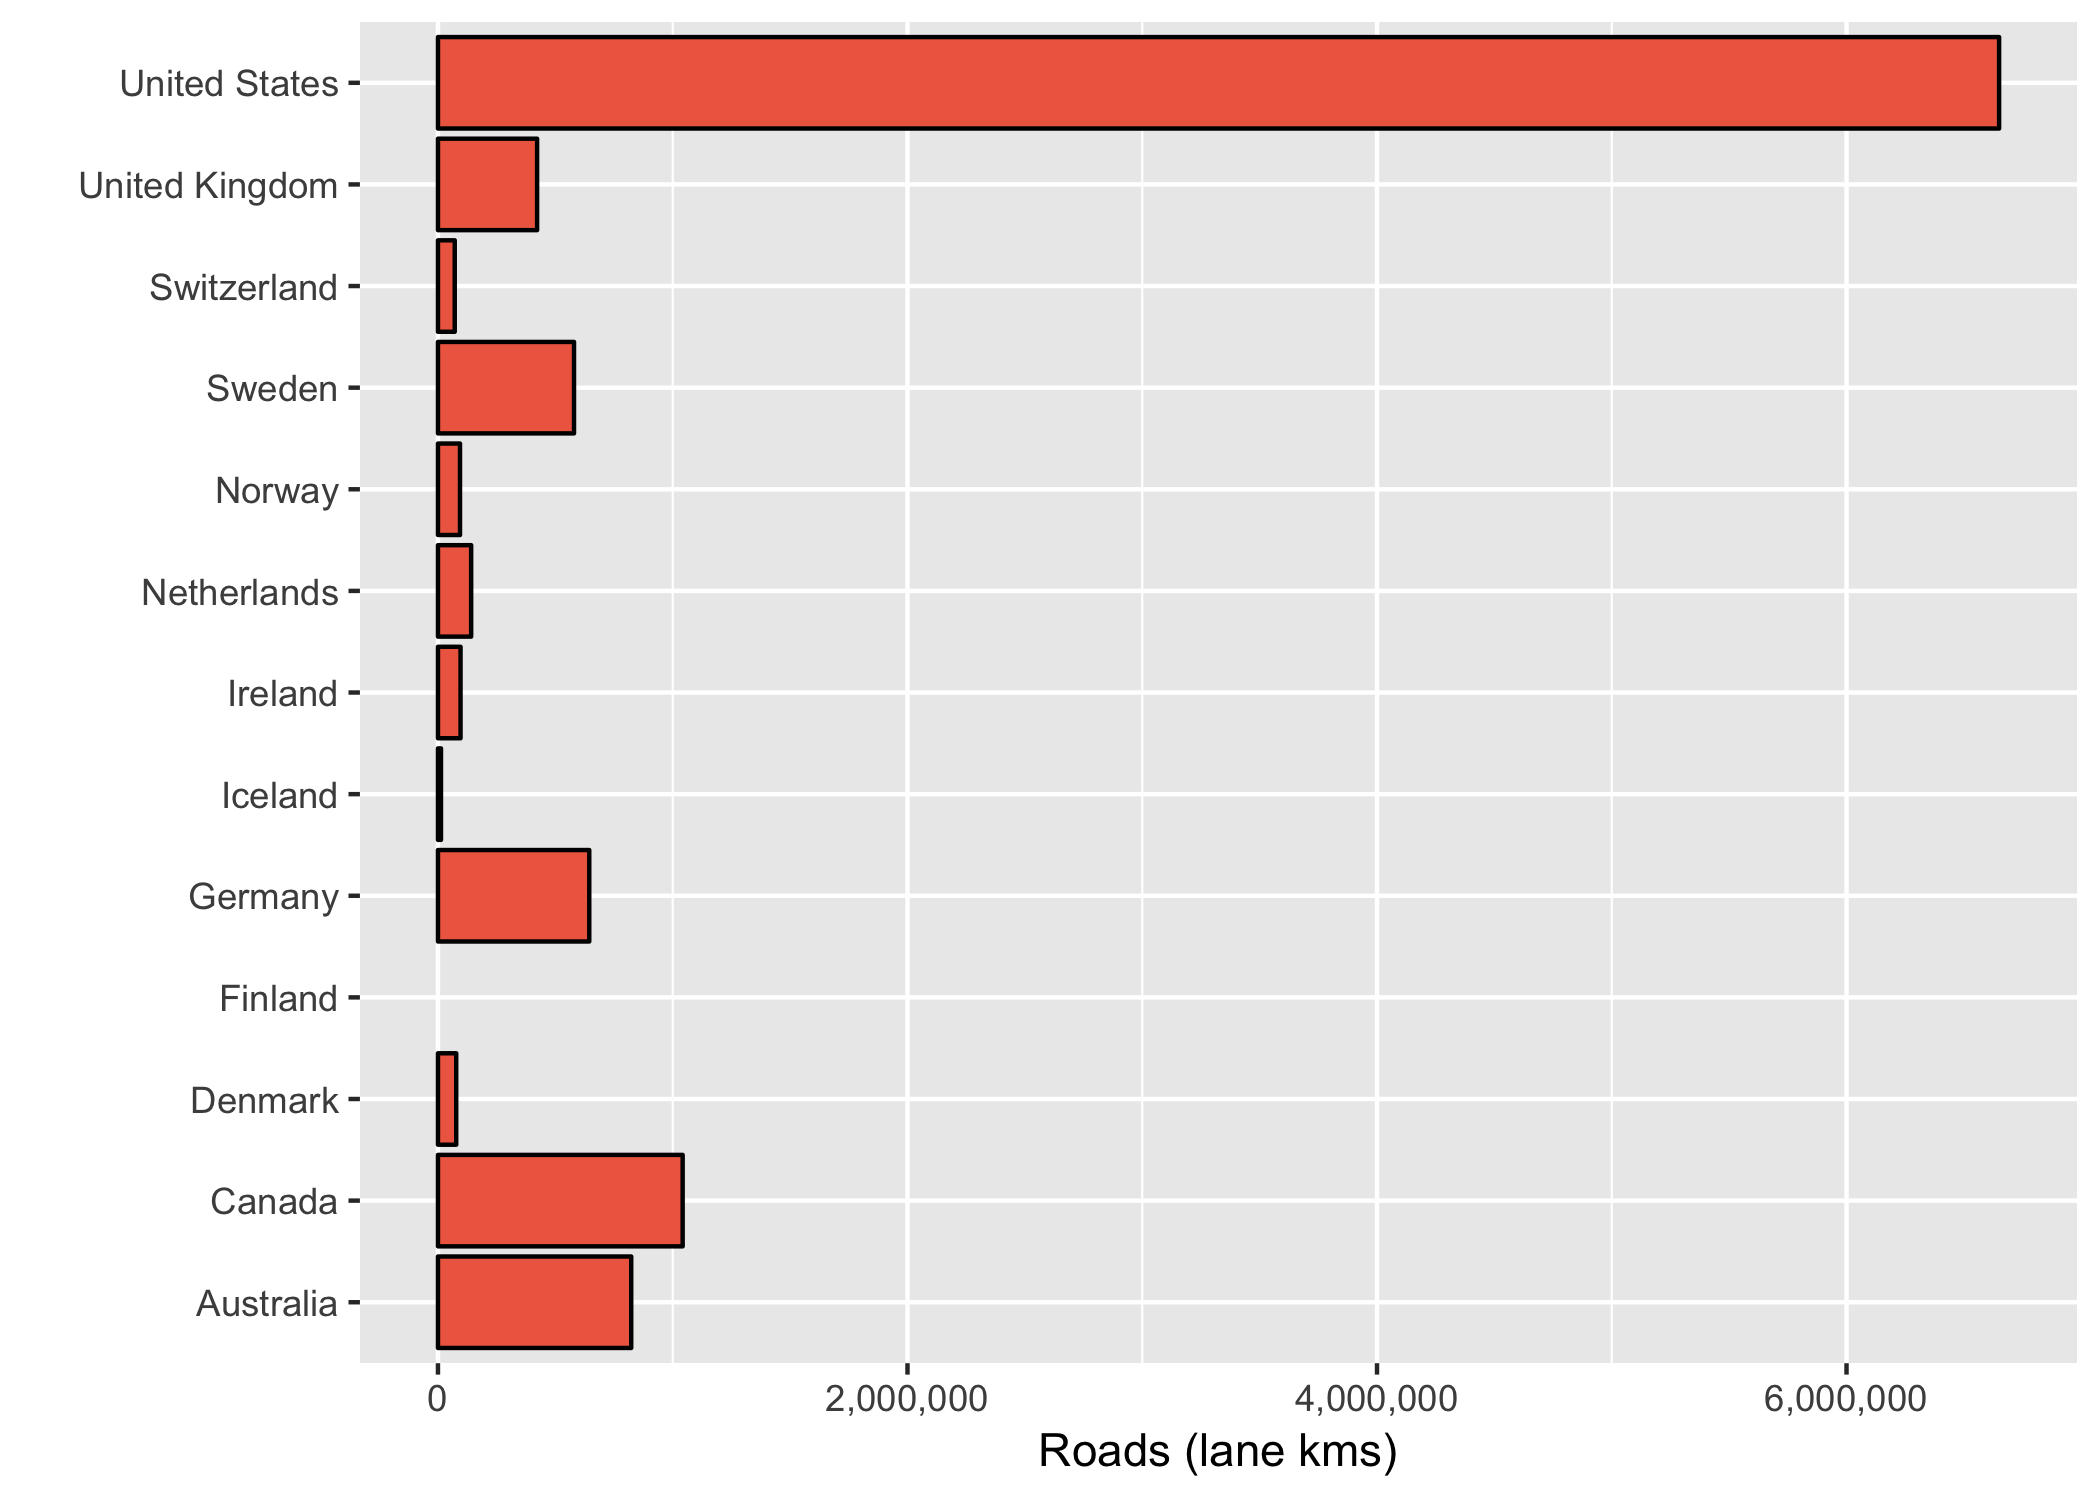 United States
United Kingdom
Switzerland
Sweden
Norway
Netherlands
Ireland
Iceland
Germany
Finland
Denmark
Canada
Australia
0 2,000,000 4,000,000 6,000,000
Roads (lane kms)